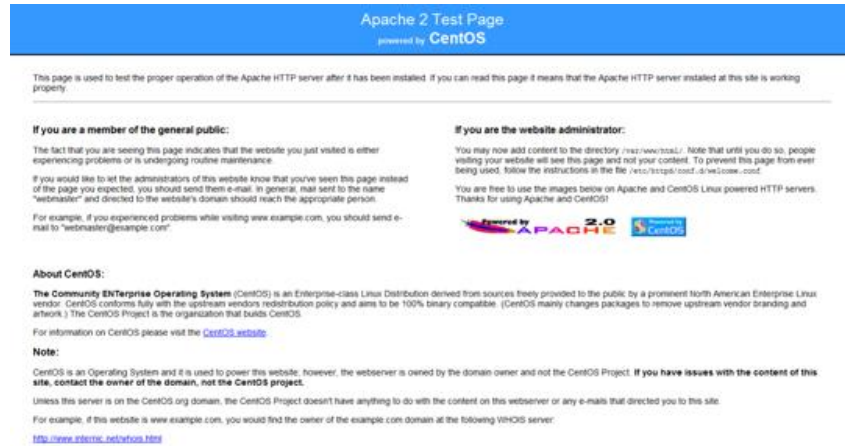 Apache 2 Test Page
powered by CentOS
This page is used to test the proper operation of the Apache HTTP server after it has been installed. If you can read this page it means that the Apache HTTP server installed at this site is working
properly.
If you are a member of the general public:
The fact that you are seeing this page indicates that the website you just visited is either
experiencing problems or is undergoing routine maintenance.
If you would like to let the administrators of this website know that you've seen this page instead
of the page you expected, you should send them e-mail. In general, mail sent to the name
"webmaster" and directed to the website's domain should reach the appropriate person.
For example, if you experienced problems while visiting www.example.com, you should send e-
mail to "webmaster@example.com".
If you are the website administrator:
You may now add content to the directory /var/www/html/. Note that until you do so, people
visiting your website will see this page and not your content. To prevent this page from ever
being used, follow the instructions in the file /etc/httpd/conf.d/welcome.conf.
You are free to use the images below on Apache and CentOS Linux powered HTTP servers.
Thanks for using Apache and CentOS!
Powered by 2.0
APACHE
Powered by
CentOS
About CentOS:
The Community ENTerprise Operating System (CentOS) is an Enterprise-class Linux Distribution derived from sources freely provided to the public by a prominent North American Enterprise Linux
vendor. CentOS conforms fully with the upstream vendors redistribution policy and aims to be 100% binary compatible. (CentOS mainly changes packages to remove upstream vendor branding and
artwork.) The CentOS Project is the organization that builds CentOS.
For information on CentOS please visit the CentOS website.
Note:
CentOS is an Operating System and it is used to power this website; however, the webserver is owned by the domain owner and not the CentOS Project. If you have issues with the content of this
site, contact the owner of the domain, not the CentOS project.
Unless this server is on the CentOS.org domain, the CentOS Project doesn't have anything to do with the content on this webserver or any e-mails that directed you to this site.
For example, if this website is www.example.com, you would find the owner of the example.com domain at the following WHOIS server:
http://www.internic.net/whois.html